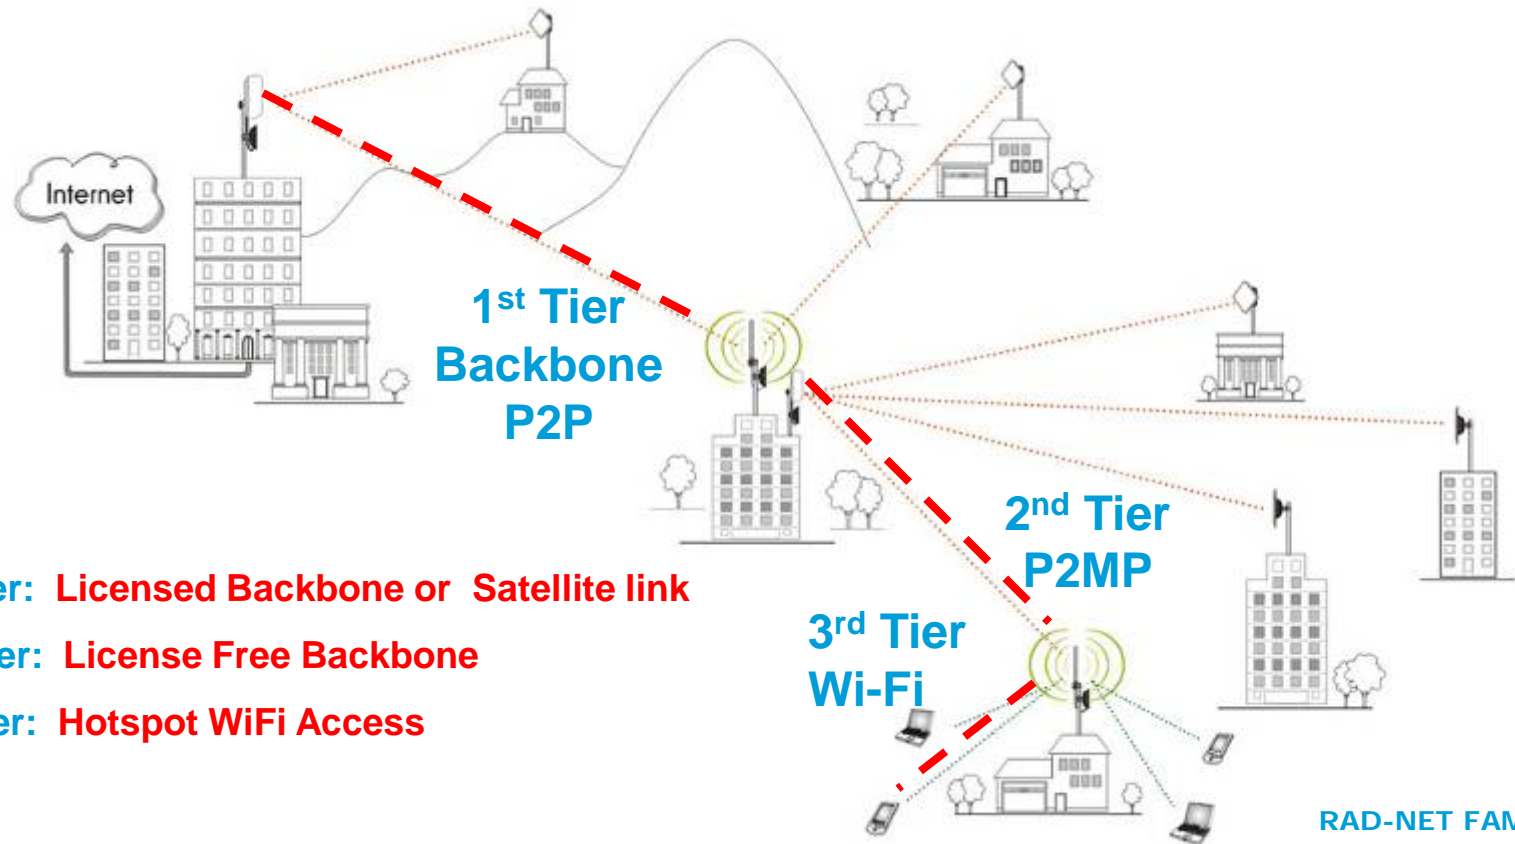 Internet
1st Tier
Backbone
P2P
2nd Tier
P2MP
3rd Tier
Wi-Fi
er: Licensed Backbone or Satellite link
er: License Free Backbone
er: Hotspot WiFi Access
RAD-NET FAM